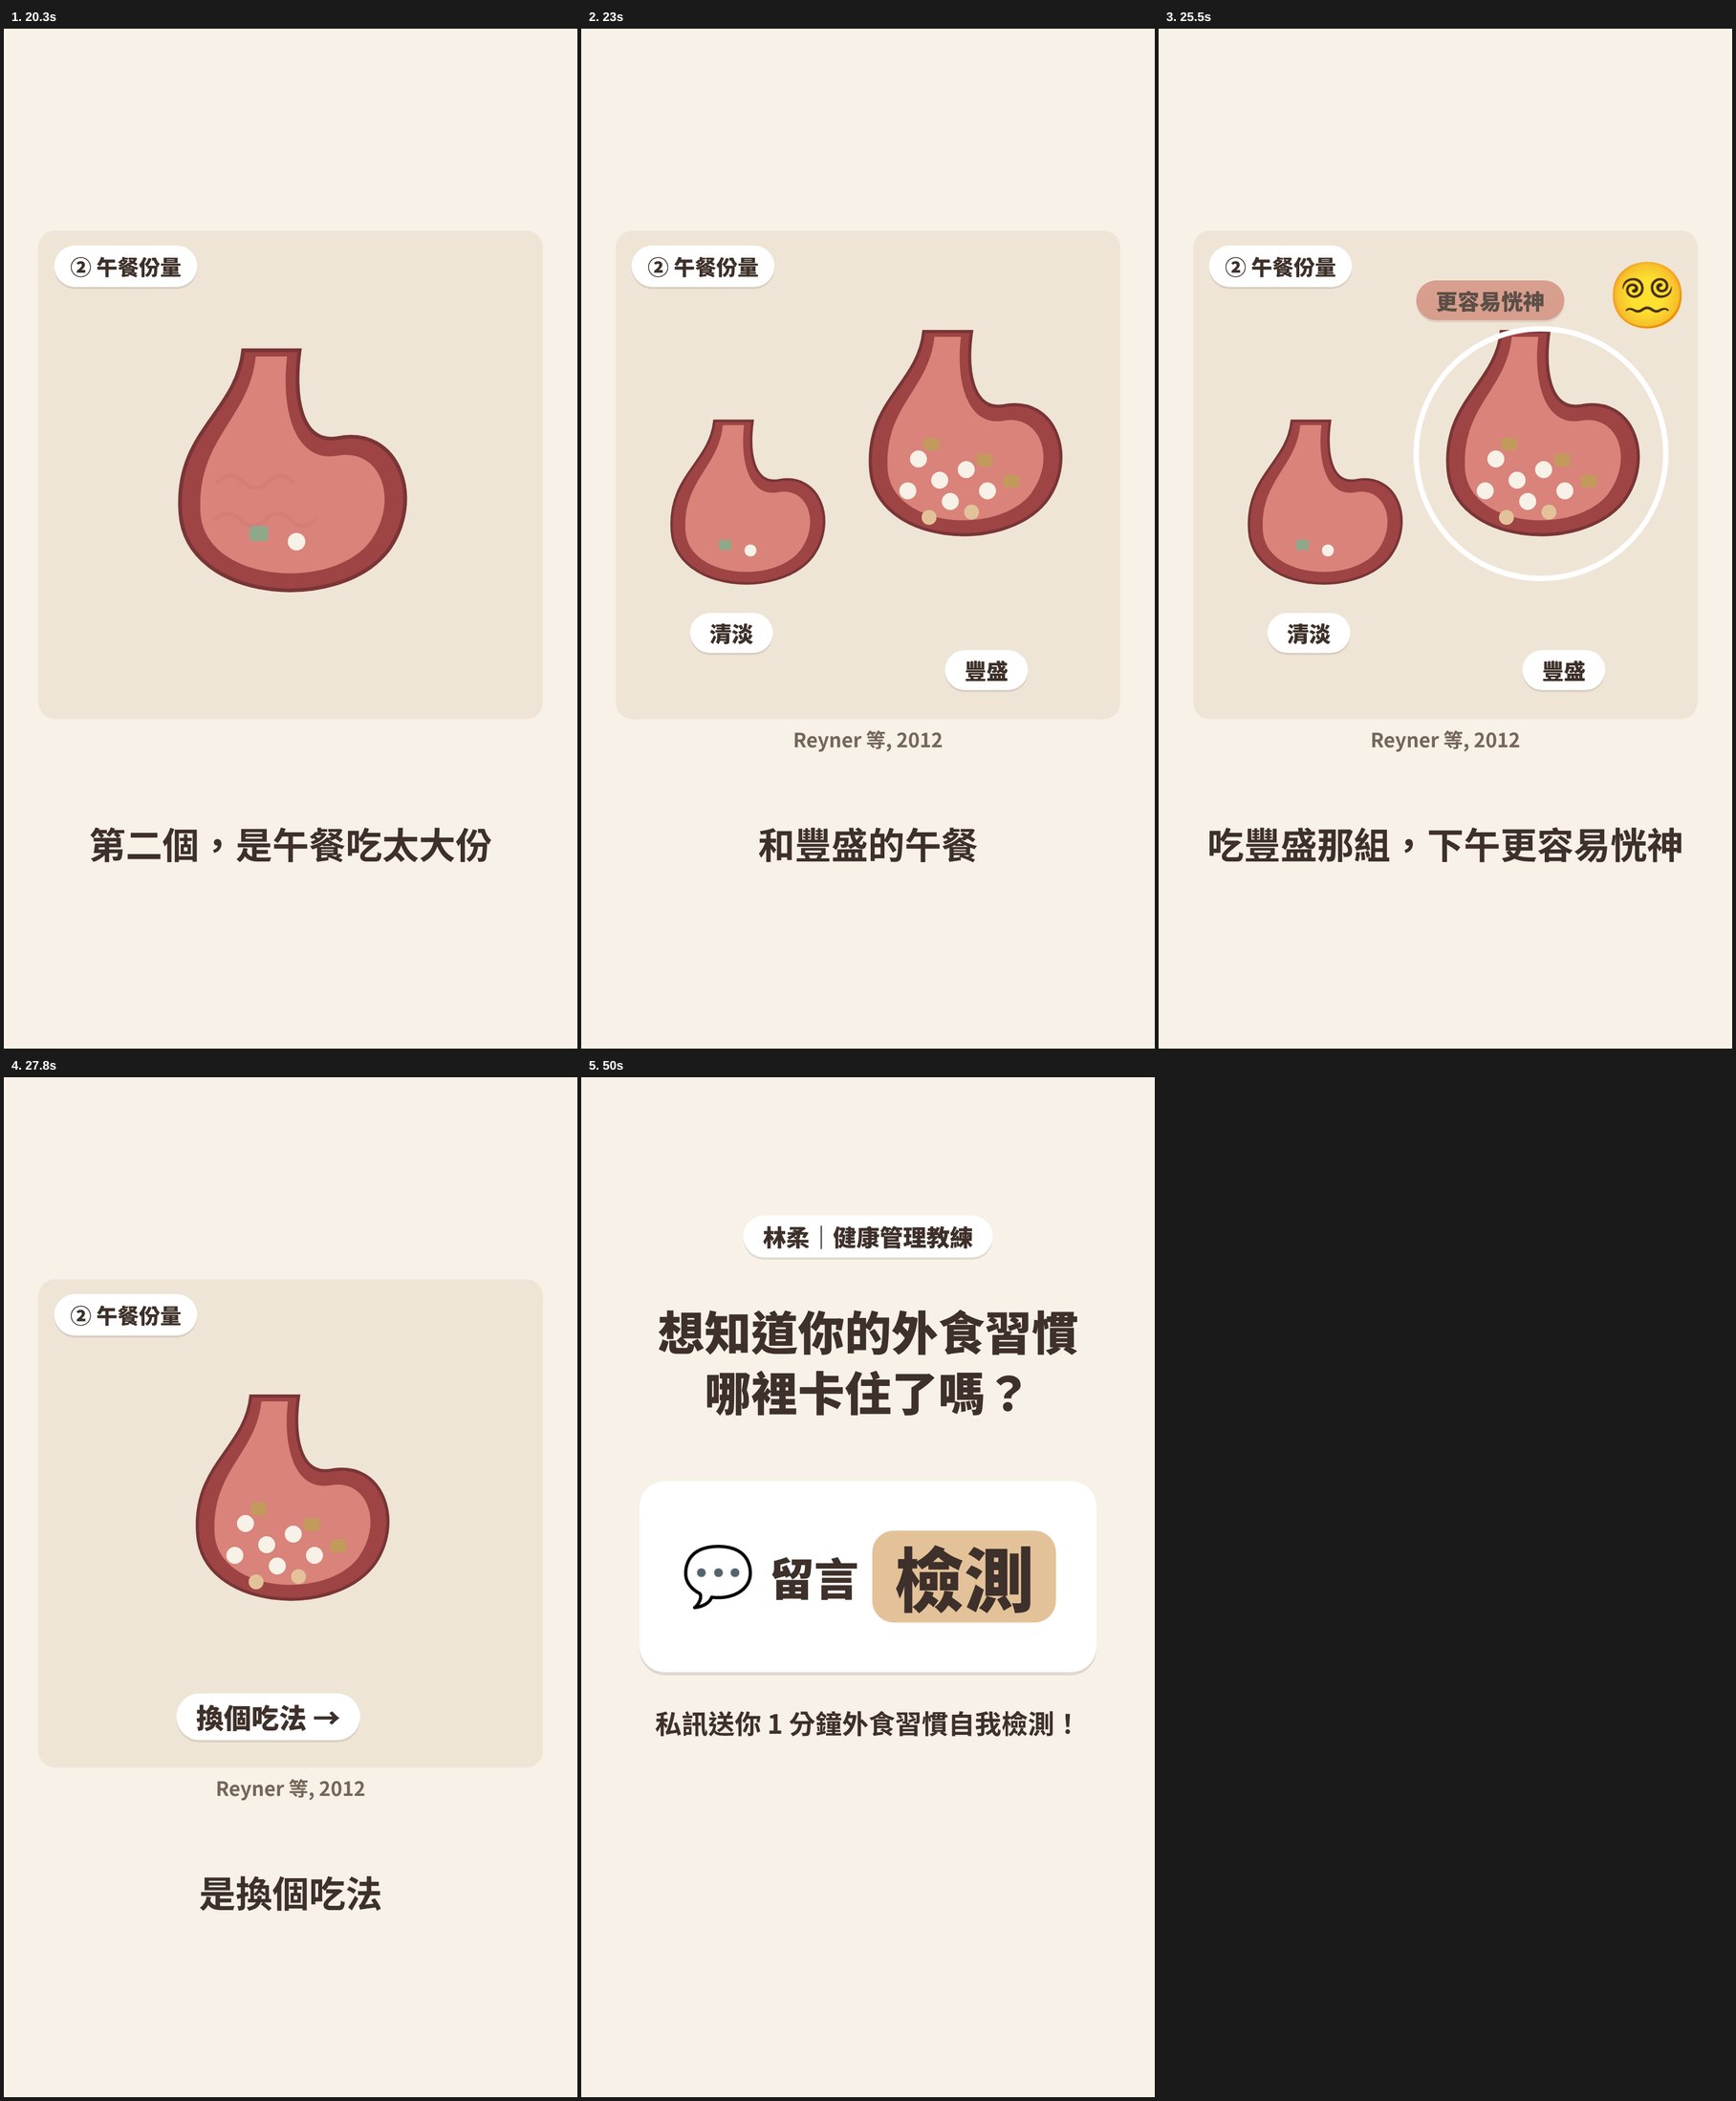 1. 20.3s
② 午餐份量
第二個，是午餐吃太大份
2. 23s
② 午餐份量
清淡
豐盛
Reyner 等, 2012
和豐盛的午餐
3. 25.5s
② 午餐份量
更容易恍神
清淡
豐盛
Reyner 等, 2012
吃豐盛那組，下午更容易恍神
4. 27.8s
② 午餐份量
換個吃法 →
Reyner 等, 2012
是換個吃法
5. 50s
林柔｜健康管理教練
想知道你的外食習慣
哪裡卡住了嗎？
留言 檢測
私訊送你 1 分鐘外食習慣自我檢測！